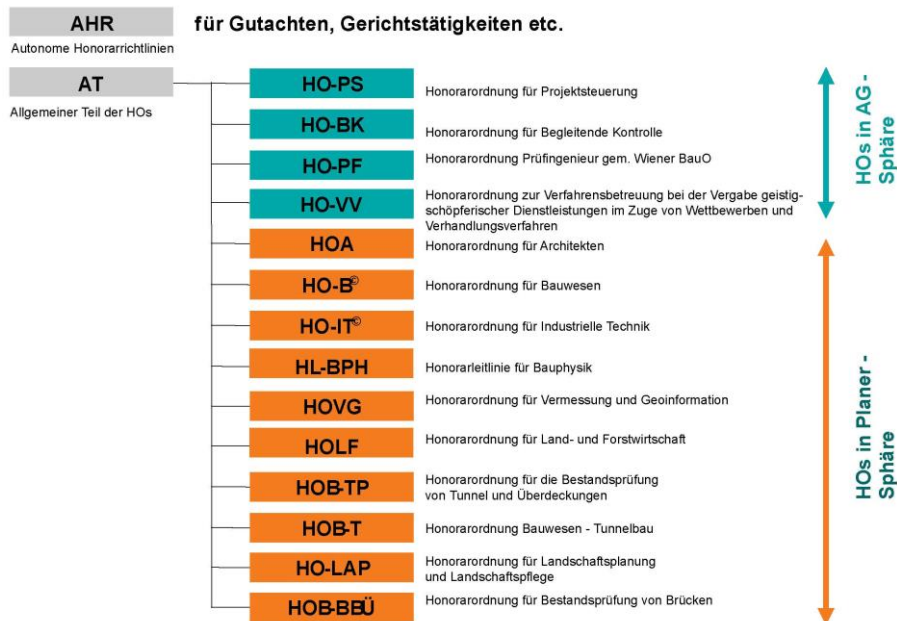 AHR für Gutachten, Gerichtstätigkeiten etc.
Autonome Honorarrichtlinien
AT
Allgemeiner Teil der HOs
HO-PS Honorarordnung für Projektsteuerung
HO-BK Honorarordnung für Begleitende Kontrolle
HO-PF Honorarordnung Prüfingenieur gem. Wiener BauO
HO-VV Honorarordnung zur Verfahrensbetreuung bei der Vergabe geistig-
schöpferischer Dienstleistungen im Zuge von Wettbewerben und
Verhandlungsverfahren
HOA Honorarordnung für Architekten
HO-B© Honorarordnung für Bauwesen
HO-IT© Honorarordnung für Industrielle Technik
HL-BPH Honorarleitlinie für Bauphysik
HOVG Honorarordnung für Vermessung und Geoinformation
HOLF Honorarordnung für Land- und Forstwirtschaft
HOB-TP Honorarordnung für die Bestandsprüfung
von Tunnel und Überdeckungen
HOB-T Honorarordnung Bauwesen - Tunnelbau
HO-LAP Honorarordnung für Landschaftsplanung
und Landschaftspflege
HOB-BBÜ Honorarordnung für Bestandsprüfung von Brücken
HOs in AG -
Sphäre
HOs in Planer -
Sphäre